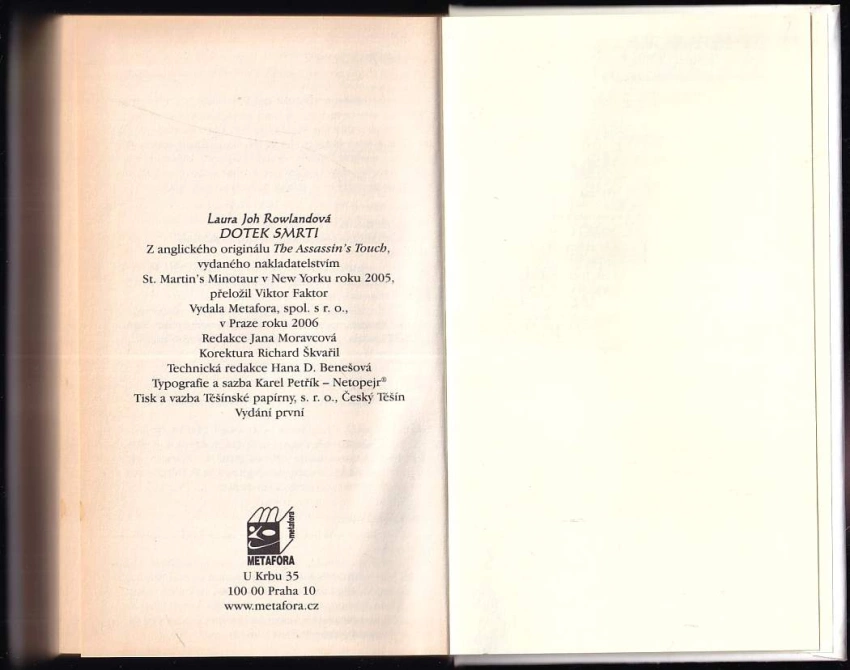 Laura Joh Rowlandová
DOTEK SMRTI
Z anglického originálu The Assassin's Touch,
vydaného nakladatelstvím
St. Martin's Minotaur v New Yorku roku 2005,
přeložil Viktor Faktor
Vydala Metafora, spol. s r. o.,
v Praze roku 2006
Redakce Jana Moravcová
Korektura Richard Škvařil
Technická redakce Hana D. Benešová
Typografie a sazba Karel Petřík – Netopejr®
Tisk a vazba Těšínské papírny, s. r. o., Český Těšín
Vydání první
metafora
METAFORA
U Krbu 35
100 00 Praha 10
www.metafora.cz